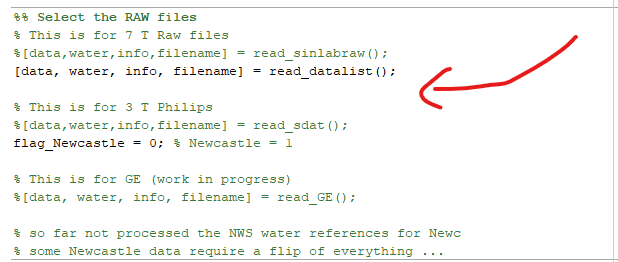 %% Select the RAW files
% This is for 7 T Raw files
%[data,water,info,filename] = read_sinlabraw();
[data, water, info, filename] = read_datalist();
% This is for 3 T Philips
%[data,water,info,filename] = read_sdat();
flag_Newcastle = 0; % Newcastle = 1
% This is for GE (work in progress)
%[data, water, info, filename] = read_GE();
% so far not processed the NWS water references for Newc
% some Newcastle data require a flip of everything ...